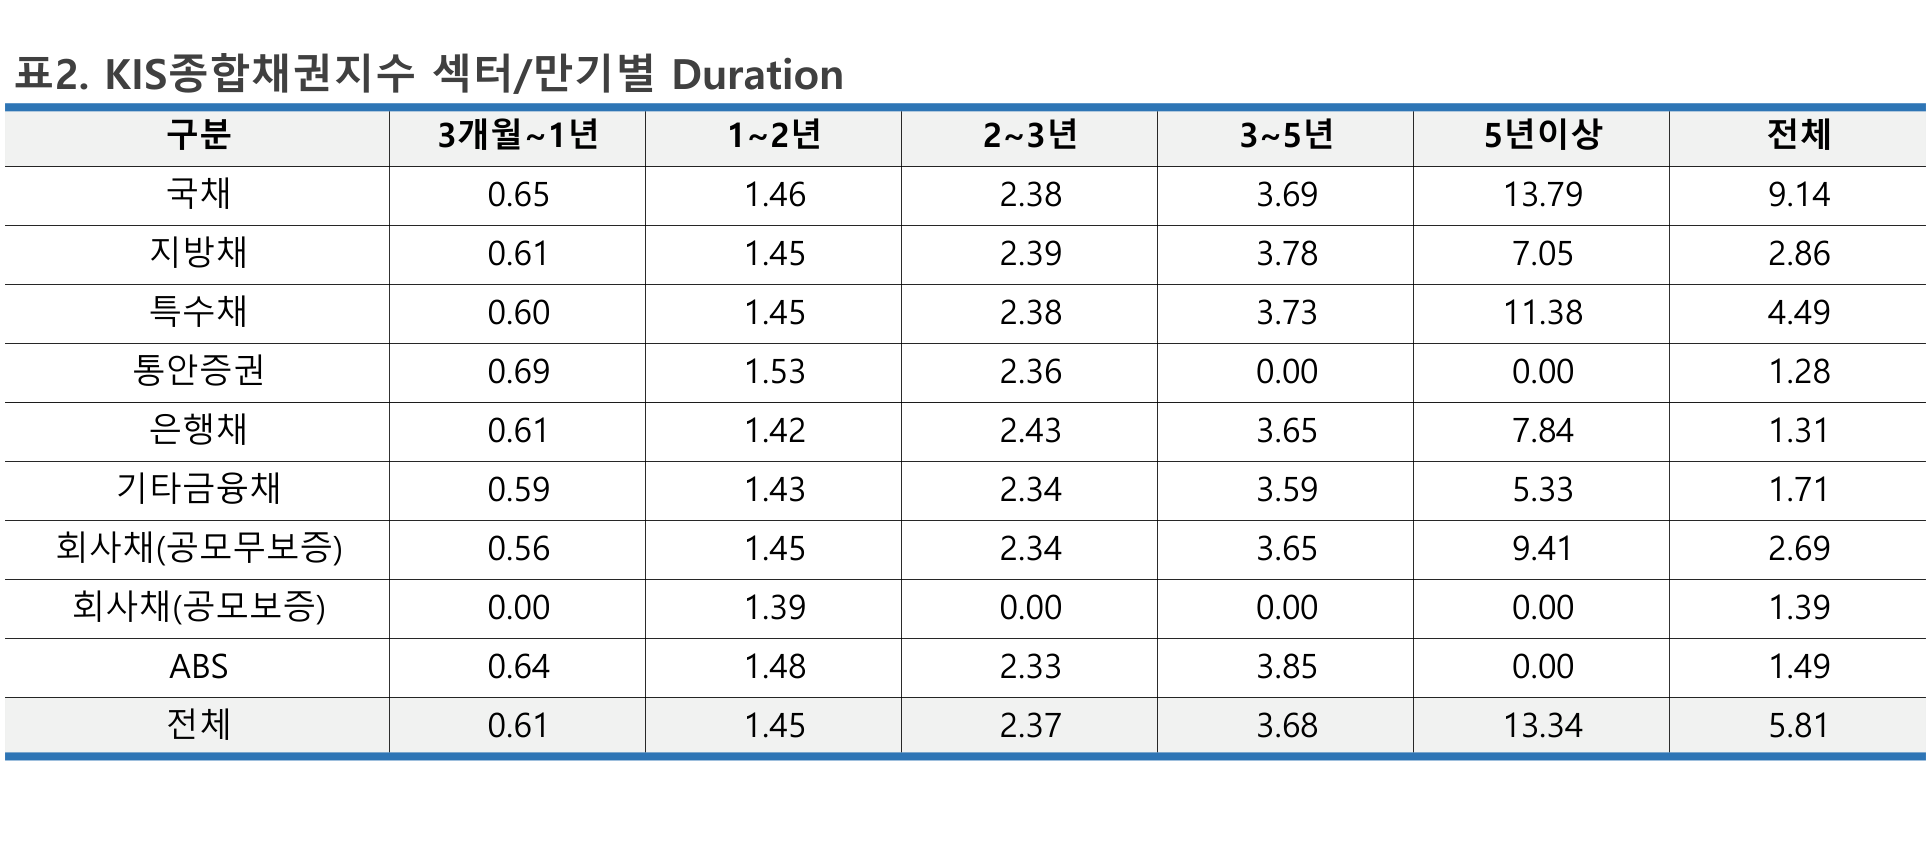 표2. KIS종합채권지수 섹터/만기별 Duration
구분 3개월~1년 1~2년 2~3년 3~5년 5년이상 전체
국채 0.65 1.46 2.38 3.69 13.79 9.14
지방채 0.61 1.45 2.39 3.78 7.05 2.86
특수채 0.60 1.45 2.38 3.73 11.38 4.49
통안증권 0.69 1.53 2.36 0.00 0.00 1.28
은행채 0.61 1.42 2.43 3.65 7.84 1.31
기타금융채 0.59 1.43 2.34 3.59 5.33 1.71
회사채(공모무보증) 0.56 1.45 2.34 3.65 9.41 2.69
회사채(공모보증) 0.00 1.39 0.00 0.00 0.00 1.39
ABS 0.64 1.48 2.33 3.85 0.00 1.49
전체 0.61 1.45 2.37 3.68 13.34 5.81